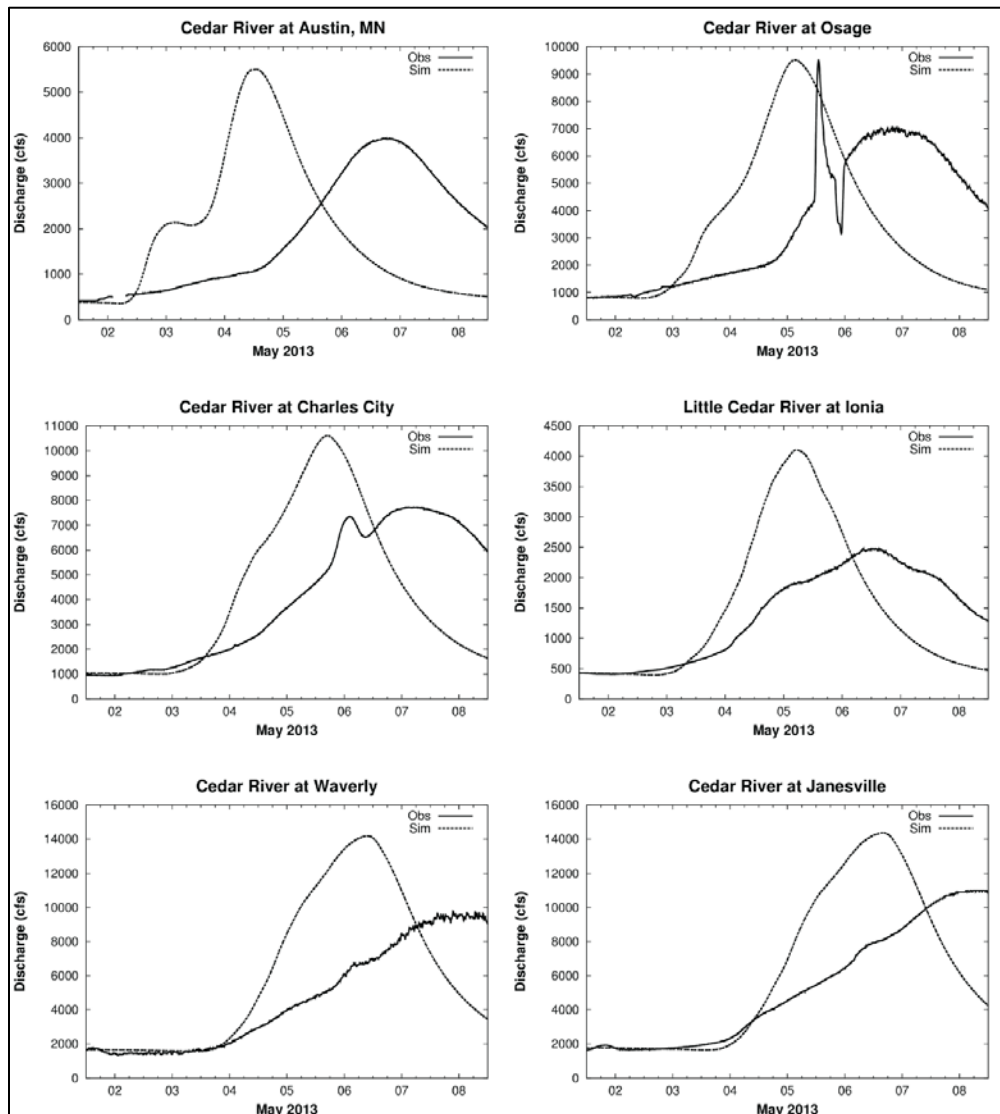 Cedar River at Austin, MN
6000
5000
4000
3000
2000
1000
0
Discharge (cfs)
Obs
Sim
02 03 04 05 06 07 08
May 2013
Cedar River at Osage
10000
9000
8000
7000
6000
5000
4000
3000
2000
1000
0
Discharge (cfs)
Obs
Sim
02 03 04 05 06 07 08
May 2013
Cedar River at Charles City
11000
10000
9000
8000
7000
6000
5000
4000
3000
2000
1000
0
Discharge (cfs)
Obs
Sim
02 03 04 05 06 07 08
May 2013
Little Cedar River at Ionia
4500
4000
3500
3000
2500
2000
1500
1000
500
0
Discharge (cfs)
Obs
Sim
02 03 04 05 06 07 08
May 2013
Cedar River at Waverly
16000
14000
12000
10000
8000
6000
4000
2000
0
Discharge (cfs)
Obs
Sim
02 03 04 05 06 07 08
May 2013
Cedar River at Janesville
16000
14000
12000
10000
8000
6000
4000
2000
0
Discharge (cfs)
Obs
Sim
02 03 04 05 06 07 08
May 2013